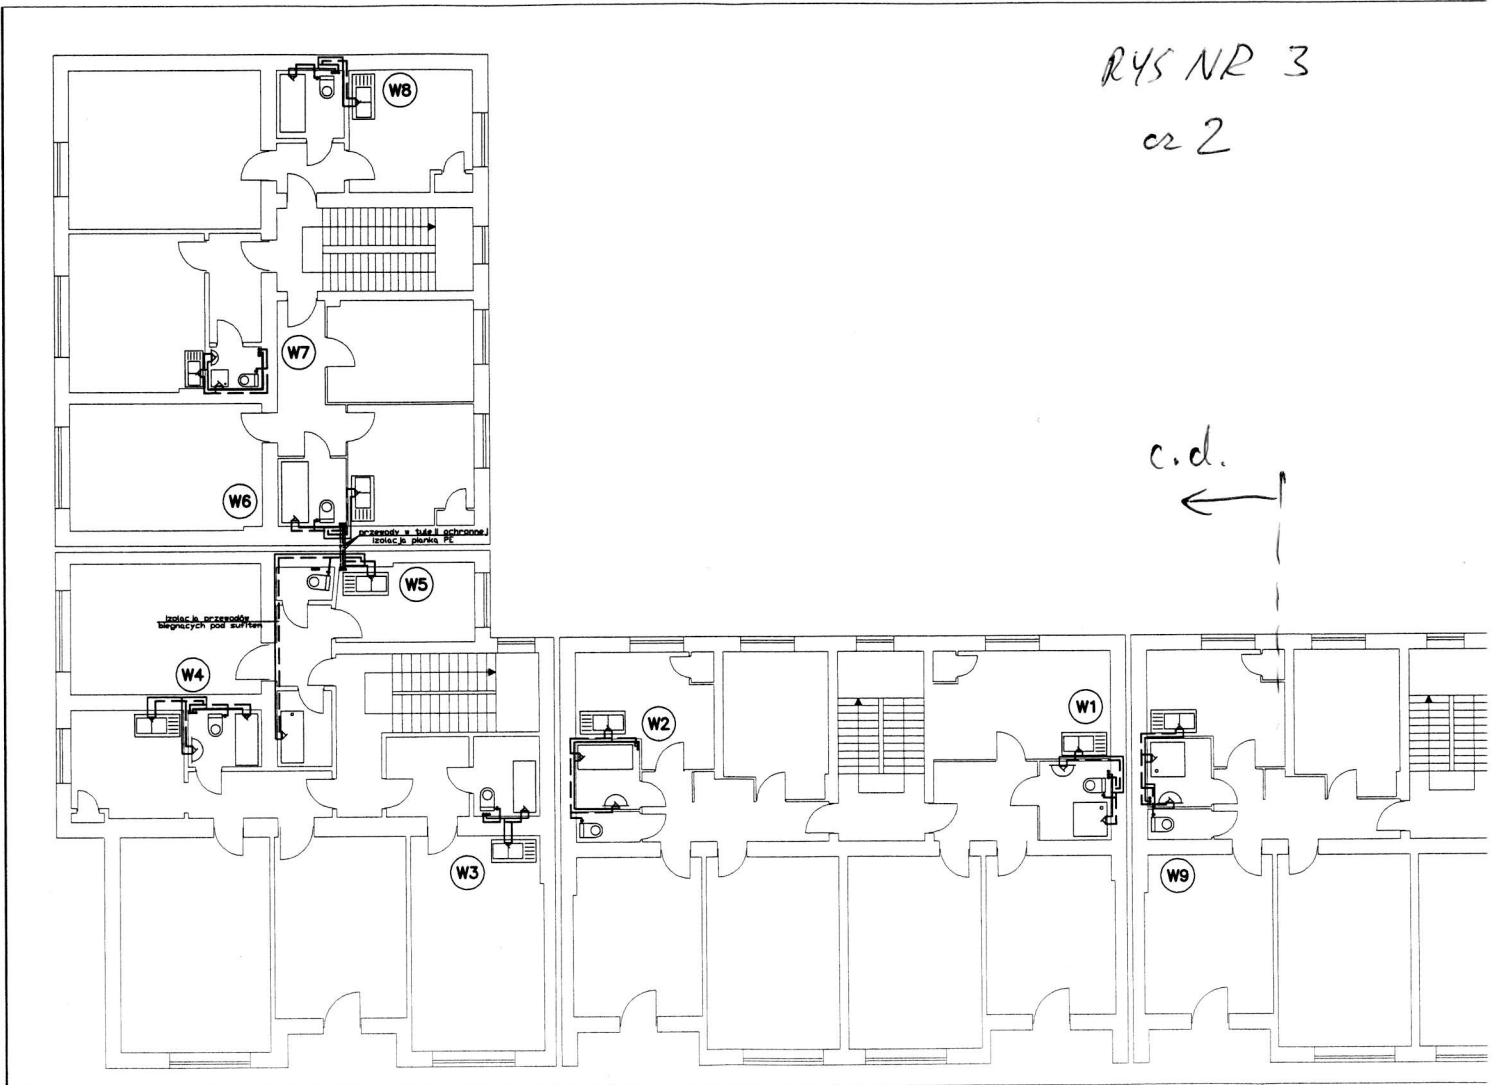 RYS NR 3
cz 2
W8
W7
c.d.
W6
przewody w tulei ochronnej
izolacja pianką PE
W5
izolacja przewodów
biegnących pod sufitem
W4
W2
W1
W3
W9